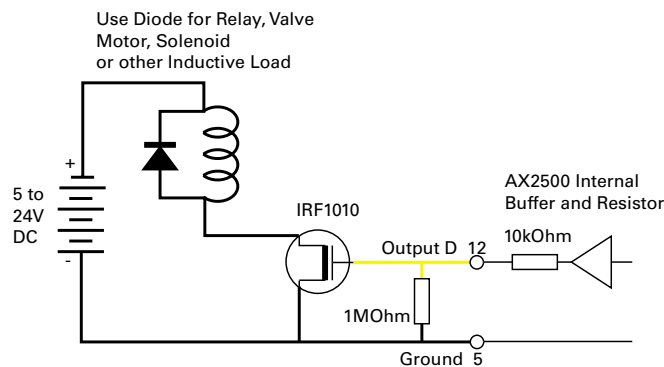 Use Diode for Relay, Valve
Motor, Solenoid
or other Inductive Load
+
5 to
24V
DC
-
IRF1010
AX2500 Internal
Buffer and Resistor
Output D 12
10kOhm
1MOhm
Ground 5